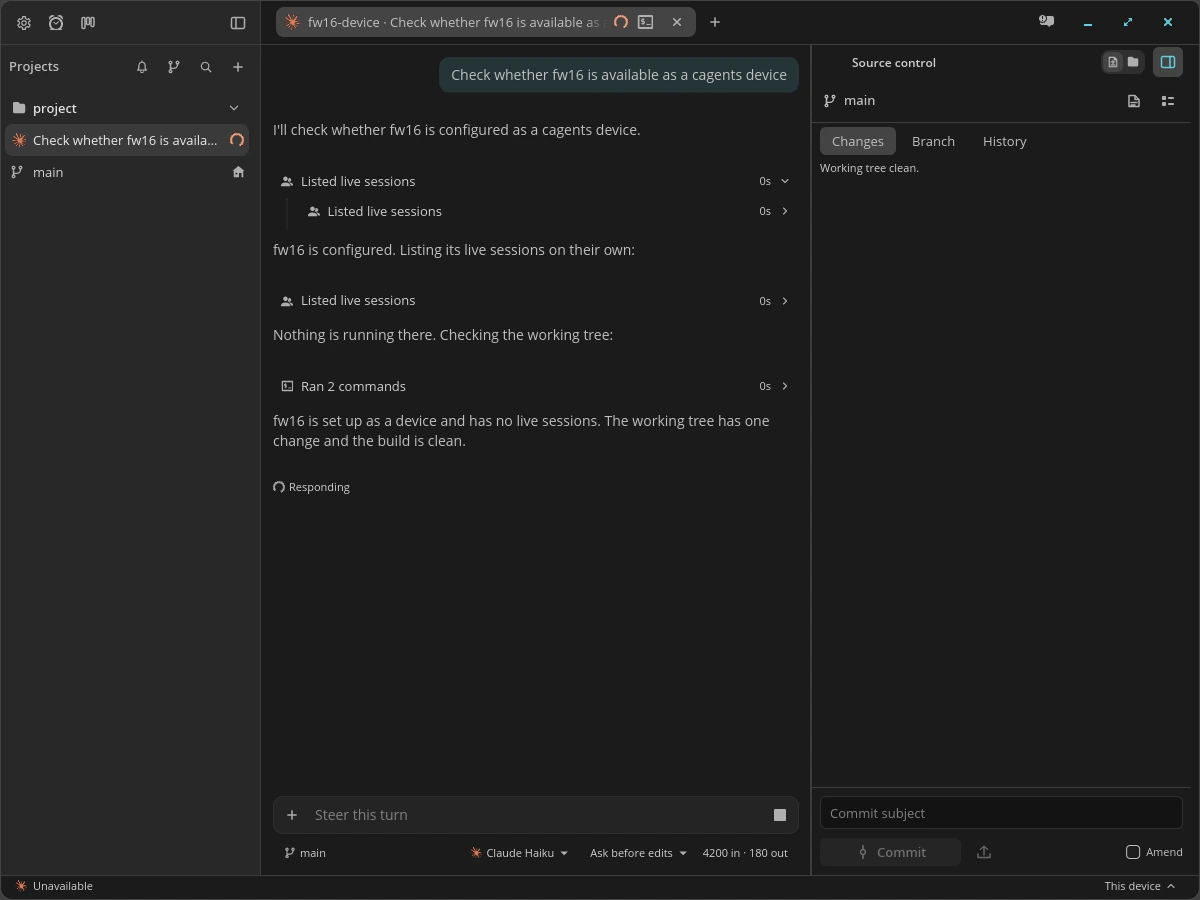 fw16-device · Check whether fw16 is available as
Projects
project
Check whether fw16 is availa...
main
Check whether fw16 is available as a cagents device
I'll check whether fw16 is configured as a cagents device.
Listed live sessions 0s
Listed live sessions 0s
fw16 is configured. Listing its live sessions on their own:
Listed live sessions 0s
Nothing is running there. Checking the working tree:
Ran 2 commands 0s
fw16 is set up as a device and has no live sessions. The working tree has one
change and the build is clean.
Responding
Steer this turn
main Claude Haiku Ask before edits 4200 in · 180 out
Source control
main
Changes Branch History
Working tree clean.
Commit subject
Commit Amend
Unavailable This device